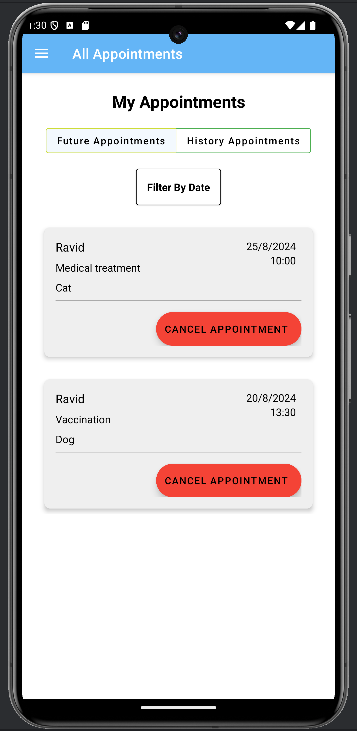 1:30
All Appointments
My Appointments
Future Appointments
History Appointments
Filter By Date
Ravid
25/8/2024
10:00
Medical treatment
Cat
CANCEL APPOINTMENT
Ravid
20/8/2024
13:30
Vaccination
Dog
CANCEL APPOINTMENT